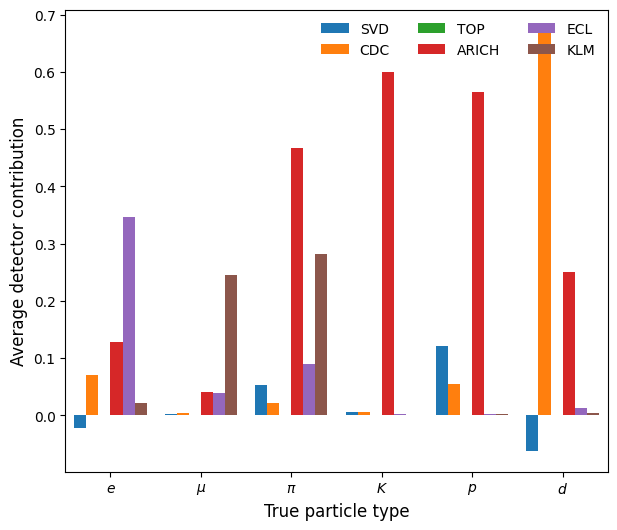 SVD TOP ECL
CDC ARICH KLM
0.7
0.6
0.5
0.4
0.3
0.2
0.1
0.0
Average detector contribution
e μ π K p d
True particle type